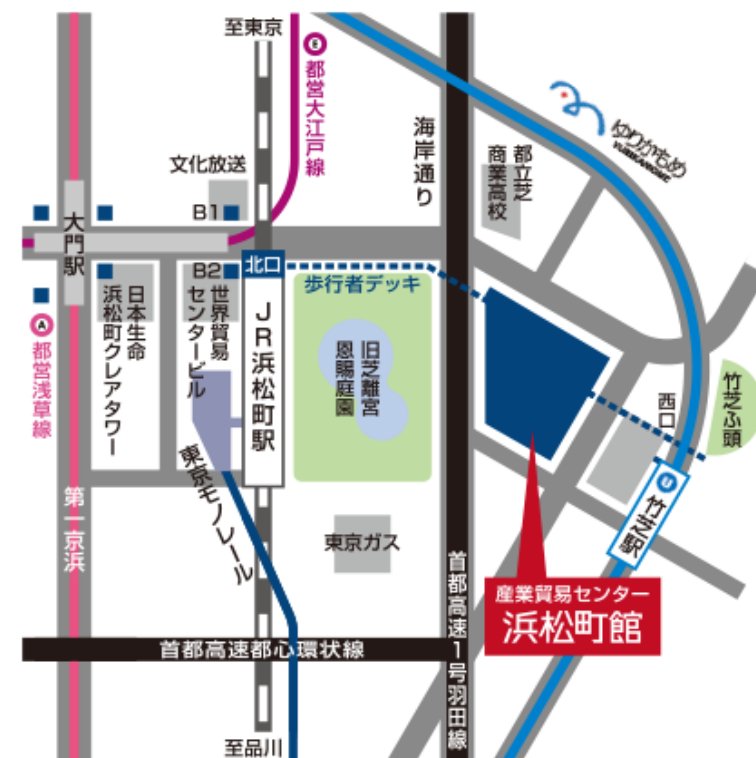 至東京
E
都営大江戸線
文化放送
海岸通り
都立芝
商業高校
ゆりかもめ
YURIKAMOME
B1
大門駅
B2
北口
歩行者デッキ
JR浜松町駅
世界貿易
センタービル
日本生命
浜松町クレアタワー
A
都営浅草線
旧芝離宮
恩賜庭園
西口
竹芝ふ頭
U
竹芝駅
東京モノレール
第一京浜
東京ガス
首都高速1号羽田線
産業貿易センター
浜松町館
首都高速都心環状線
至品川